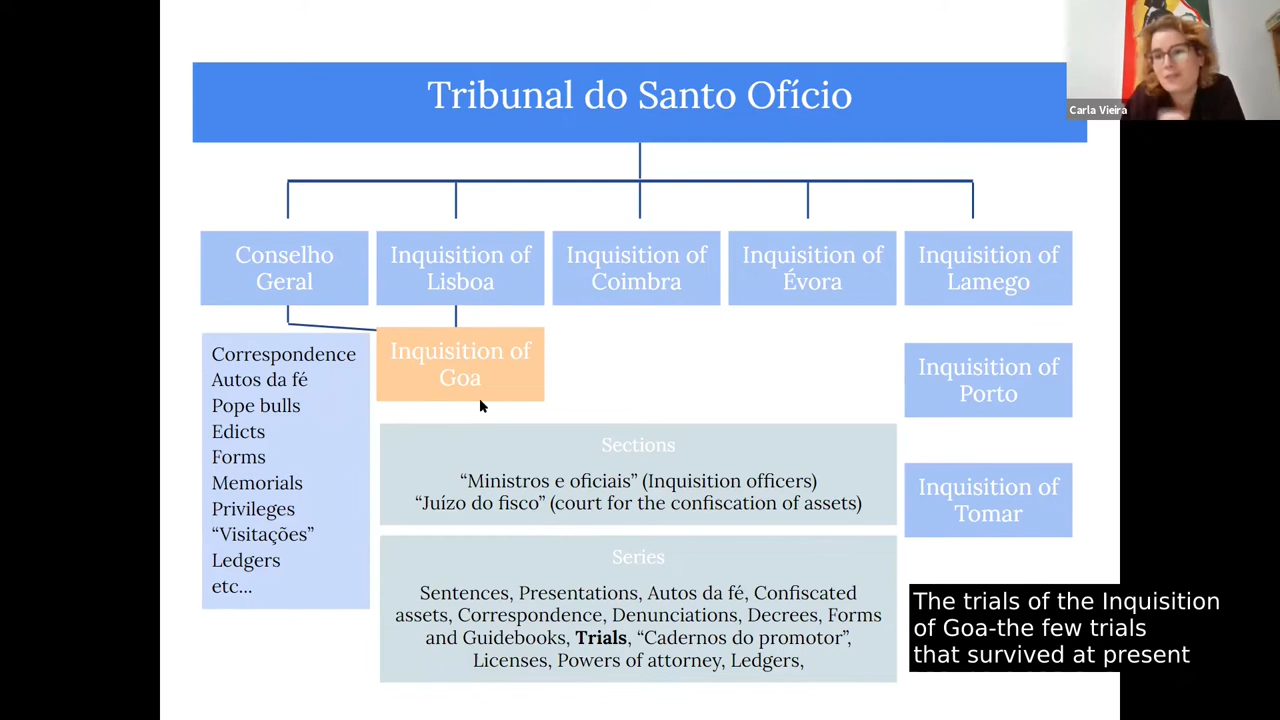 Tribunal do Santo Ofício
Carla Vieira
Conselho
Geral
Inquisition of
Lisboa
Inquisition of
Coimbra
Inquisition of
Évora
Inquisition of
Lamego
Correspondence
Autos da fé
Pope bulls
Edicts
Forms
Memorials
Privileges
“Visitações”
Ledgers
etc...
Inquisition of
Goa
Inquisition of
Porto
Inquisition of
Tomar
Sections
“Ministros e oficiais” (Inquisition officers)
“Juízo do fisco” (court for the confiscation of assets)
Series
Sentences, Presentations, Autos da fé, Confiscated
assets, Correspondence, Denunciations, Decrees, Forms
and Guidebooks, Trials, “Cadernos do promotor”,
Licenses, Powers of attorney, Ledgers,
The trials of the Inquisition
of Goa-the few trials
that survived at present